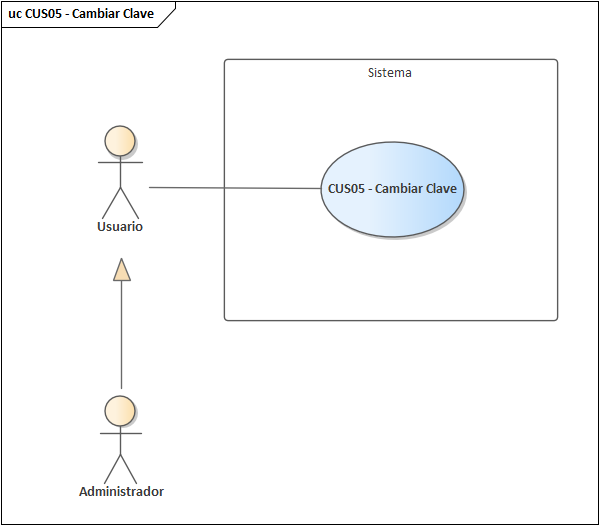 uc CUS05 - Cambiar Clave
Sistema
CUS05 - Cambiar Clave
Usuario
Administrador